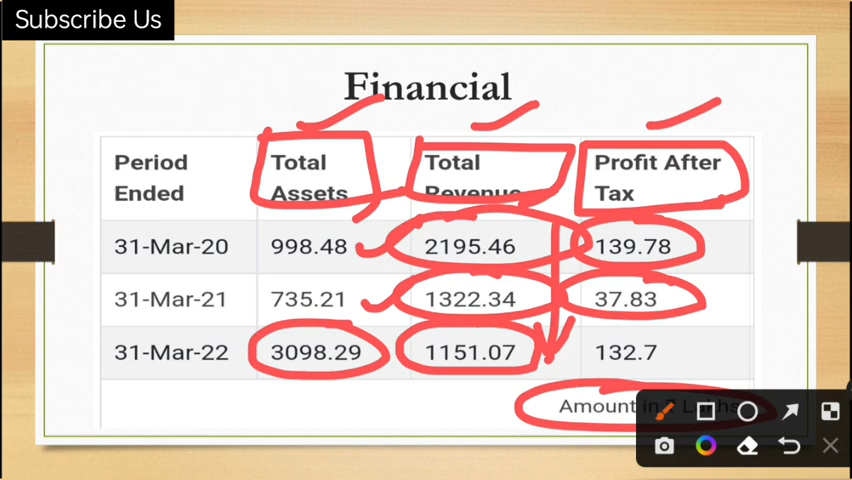 Subscribe Us
Financial
Period Ended Total Assets Total Revenue Profit After Tax
31-Mar-20 998.48 2195.46 139.78
31-Mar-21 735.21 1322.34 37.83
31-Mar-22 3098.29 1151.07 132.7
Amount in ₹ Lakhs